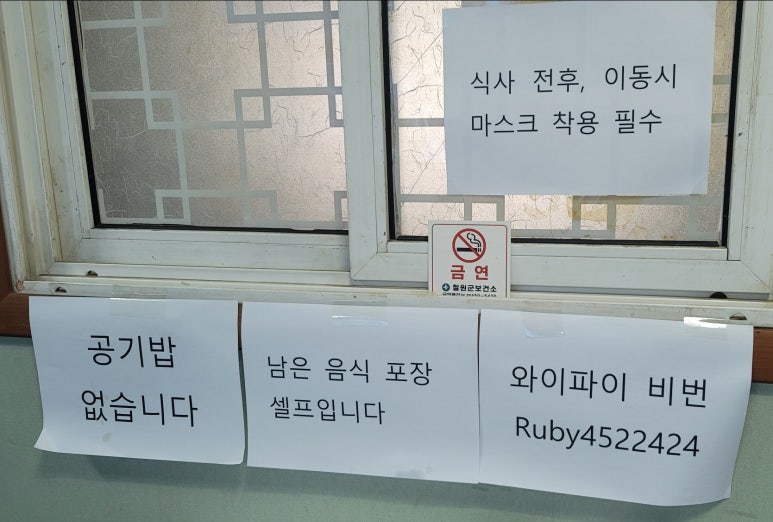 식사 전후, 이동시
마스크 착용 필수
금연
철원군보건소
공기밥
없습니다
남은 음식 포장
셀프입니다
와이파이 비번
Ruby4522424